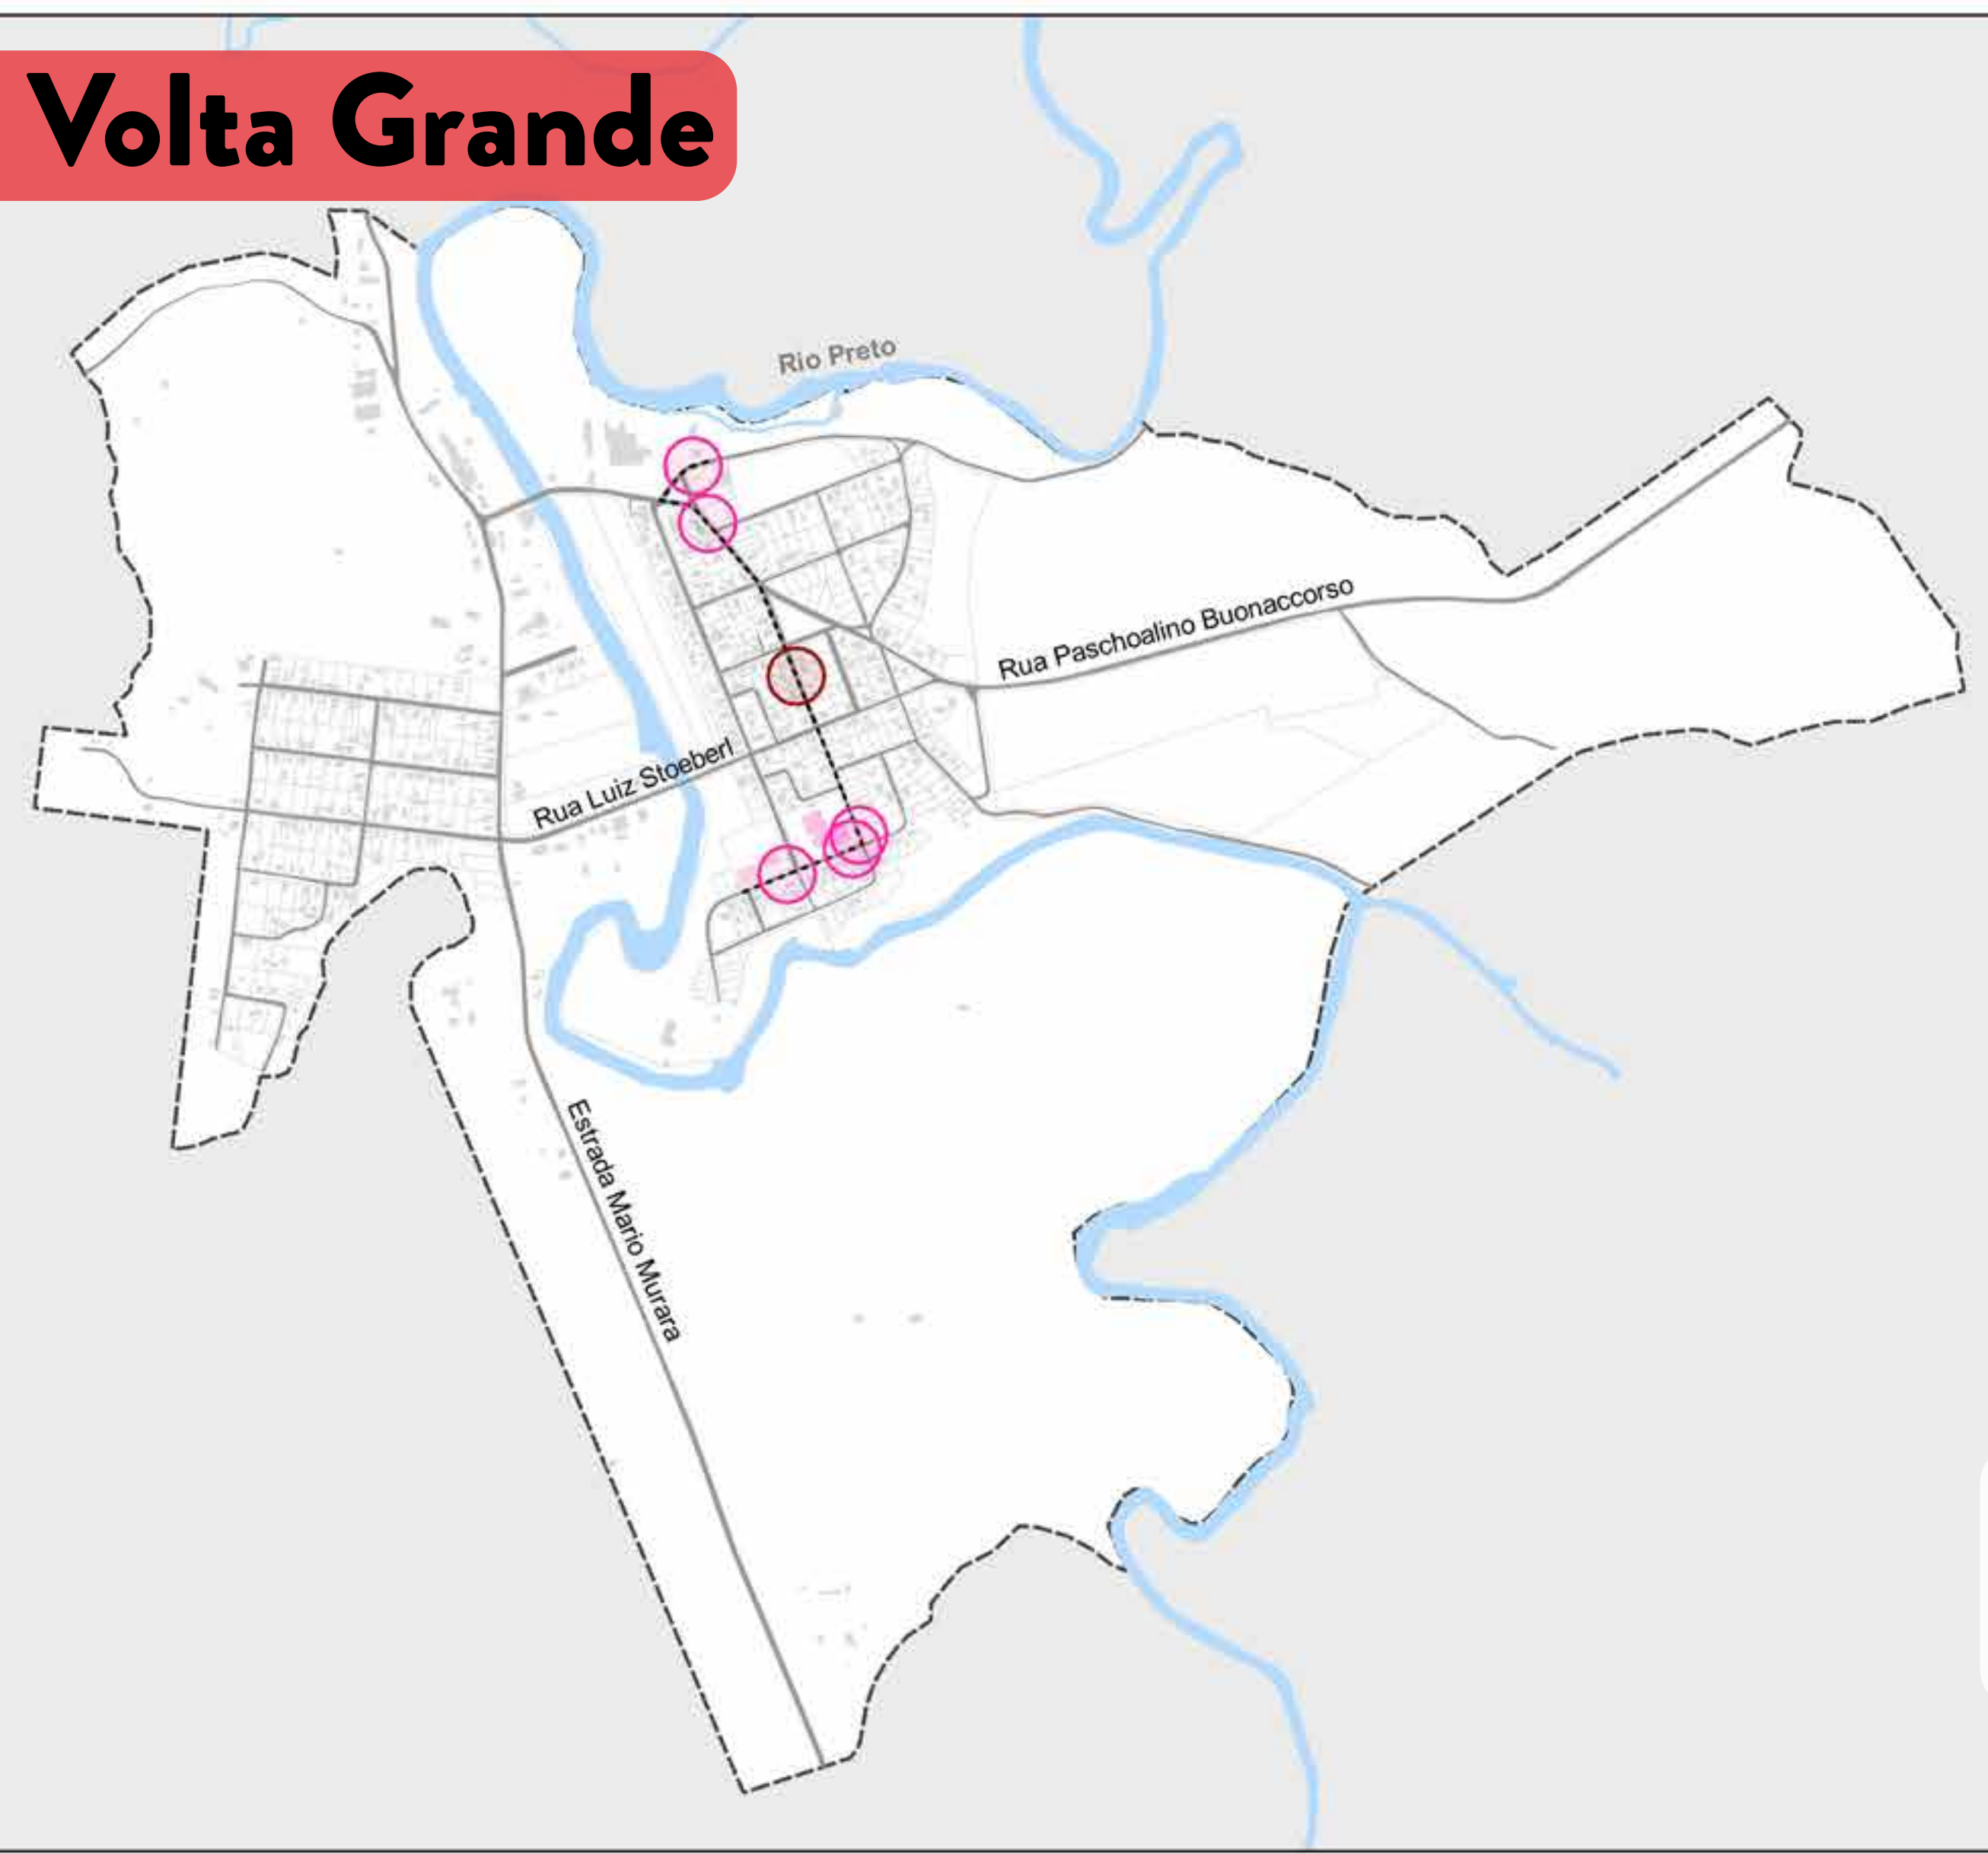 Volta Grande
Rio Preto
Rua Paschoalino Buonaccorso
Rua Luiz Stoeberl
Estrada Mario Murara